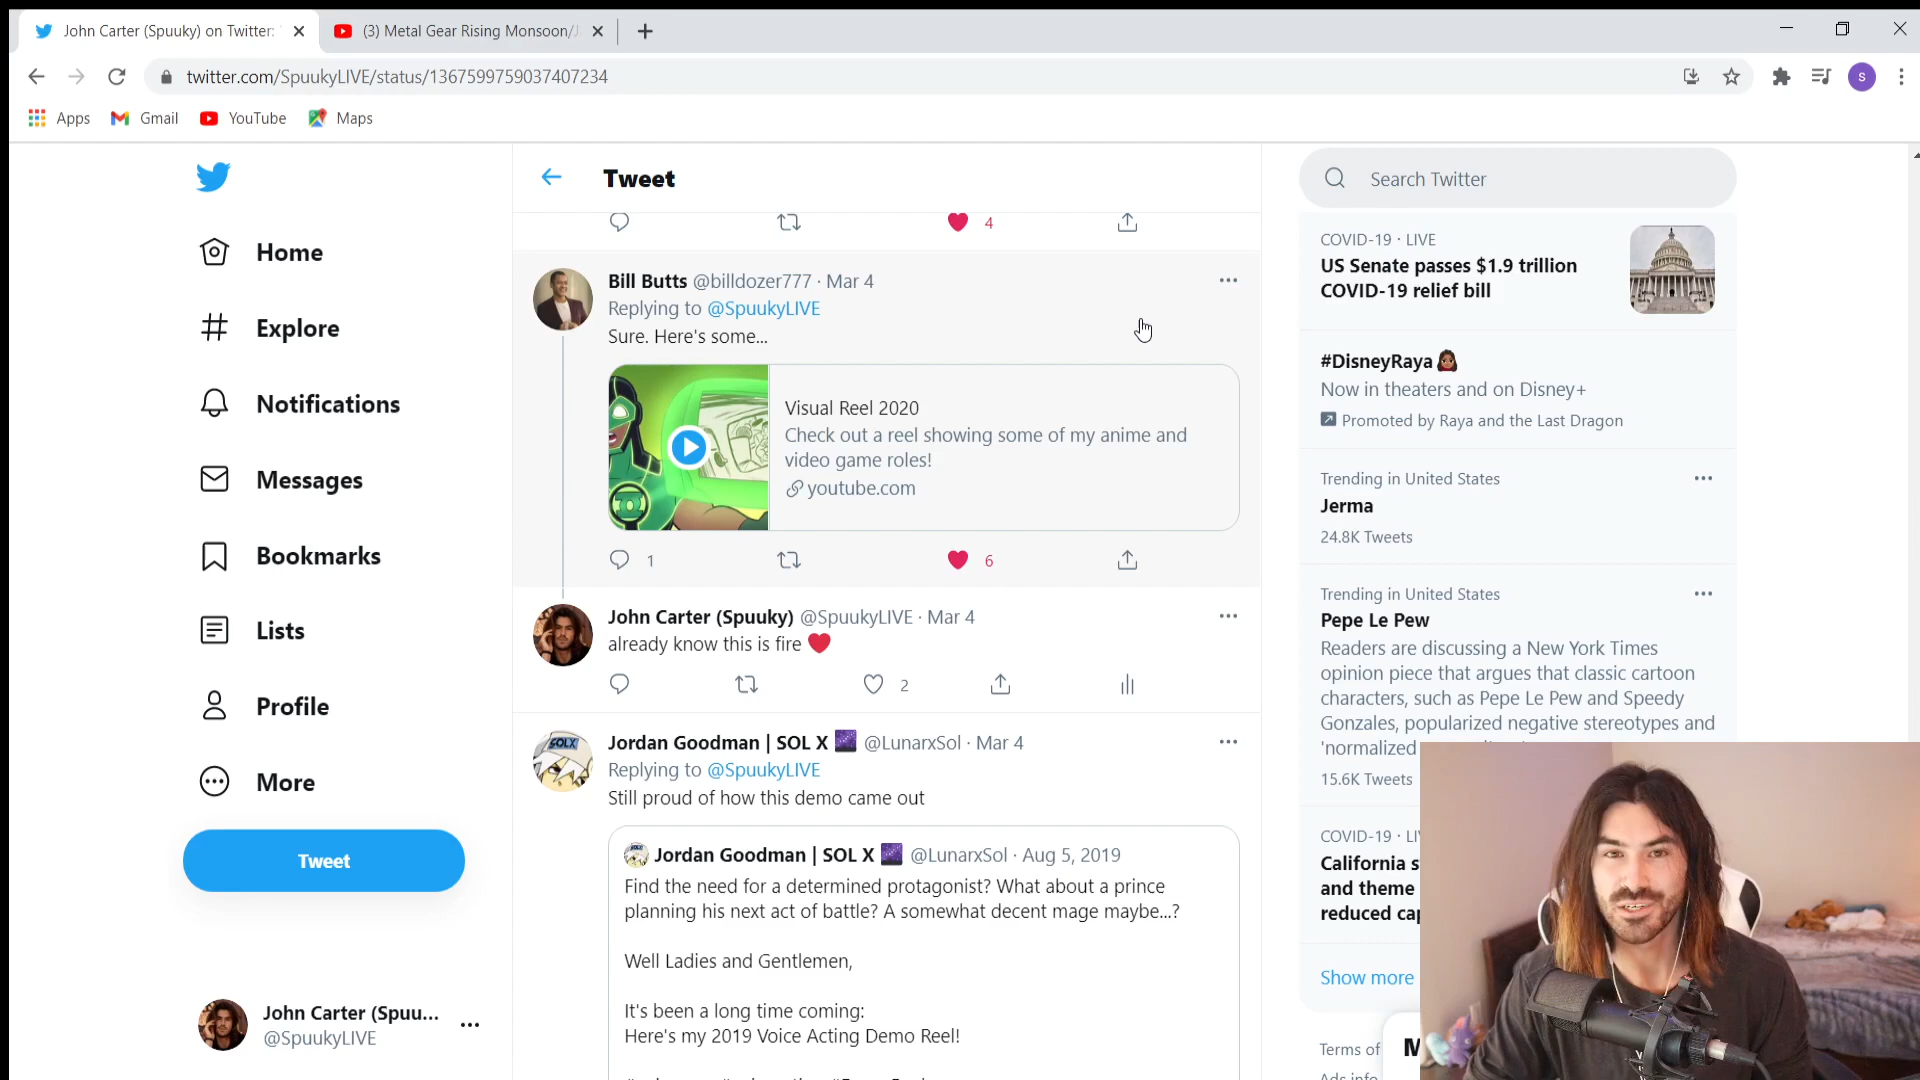 John Carter (Spuuky) on Twitter:
(3) Metal Gear Rising Monsoon/
twitter.com/SpuukyLIVE/status/1367599759037407234
S
Apps
Gmail
YouTube
Maps
Home
Explore
Notifications
Messages
Bookmarks
Lists
Profile
More
Tweet
John Carter (Spuu...
@SpuukyLIVE
Tweet
4
Bill Butts @billdozer777 · Mar 4
Replying to @SpuukyLIVE
Sure. Here's some...
Visual Reel 2020
Check out a reel showing some of my anime and
video game roles!
youtube.com
1
6
John Carter (Spuuky) @SpuukyLIVE · Mar 4
already know this is fire ❤️
2
SOLX
Jordan Goodman | SOL X 🌌 @LunarxSol · Mar 4
Replying to @SpuukyLIVE
Still proud of how this demo came out
Jordan Goodman | SOL X 🌌 @LunarxSol · Aug 5, 2019
Find the need for a determined protagonist? What about a prince
planning his next act of battle? A somewhat decent mage maybe...?
Well Ladies and Gentlemen,
It's been a long time coming:
Here's my 2019 Voice Acting Demo Reel!
Search Twitter
COVID-19 · LIVE
US Senate passes $1.9 trillion
COVID-19 relief bill
#DisneyRaya
Now in theaters and on Disney+
Promoted by Raya and the Last Dragon
Trending in United States
Jerma
24.8K Tweets
Trending in United States
Pepe Le Pew
Readers are discussing a New York Times
opinion piece that argues that classic cartoon
characters, such as Pepe Le Pew and Speedy
Gonzales, popularized negative stereotypes and
'normalized
15.6K Tweets
COVID-19 · LI
California s
and theme
reduced ca
Show more
Terms of
Ads info
M